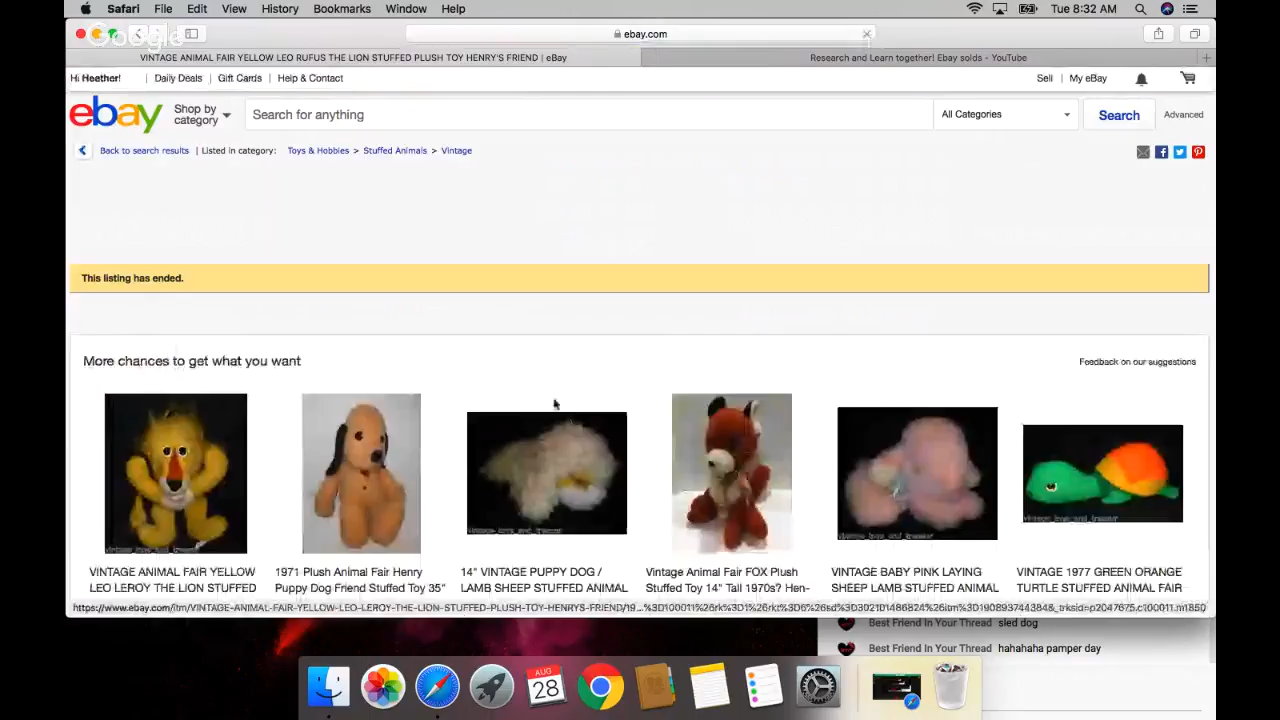 Safari File Edit View History Bookmarks Window Help Tue 8:32 AM
Google
ebay.com
VINTAGE ANIMAL FAIR YELLOW LEO RUFUS THE LION STUFFED PLUSH TOY HENRY'S FRIEND | eBay
Research and Learn together! Ebay solds - YouTube
Hi Heather! Daily Deals Gift Cards Help & Contact Sell My eBay
ebay Shop by category Search for anything All Categories Search Advanced
Back to search results | Listed in category: Toys & Hobbies > Stuffed Animals > Vintage
This listing has ended.
More chances to get what you want Feedback on our suggestions
VINTAGE ANIMAL FAIR YELLOW LEO LEROY THE LION STUFFED
1971 Plush Animal Fair Henry Puppy Dog Friend Stuffed Toy 35"
14" VINTAGE PUPPY DOG / LAMB SHEEP STUFFED ANIMAL
Vintage Animal Fair FOX Plush Stuffed Toy 14" Tall 1970s? Hen-
VINTAGE BABY PINK LAYING SHEEP LAMB STUFFED ANIMAL
VINTAGE 1977 GREEN ORANGE TURTLE STUFFED ANIMAL FAIR
Best Friend In Your Thread sled dog
Best Friend In Your Thread hahahaha pamper day
AUG
28